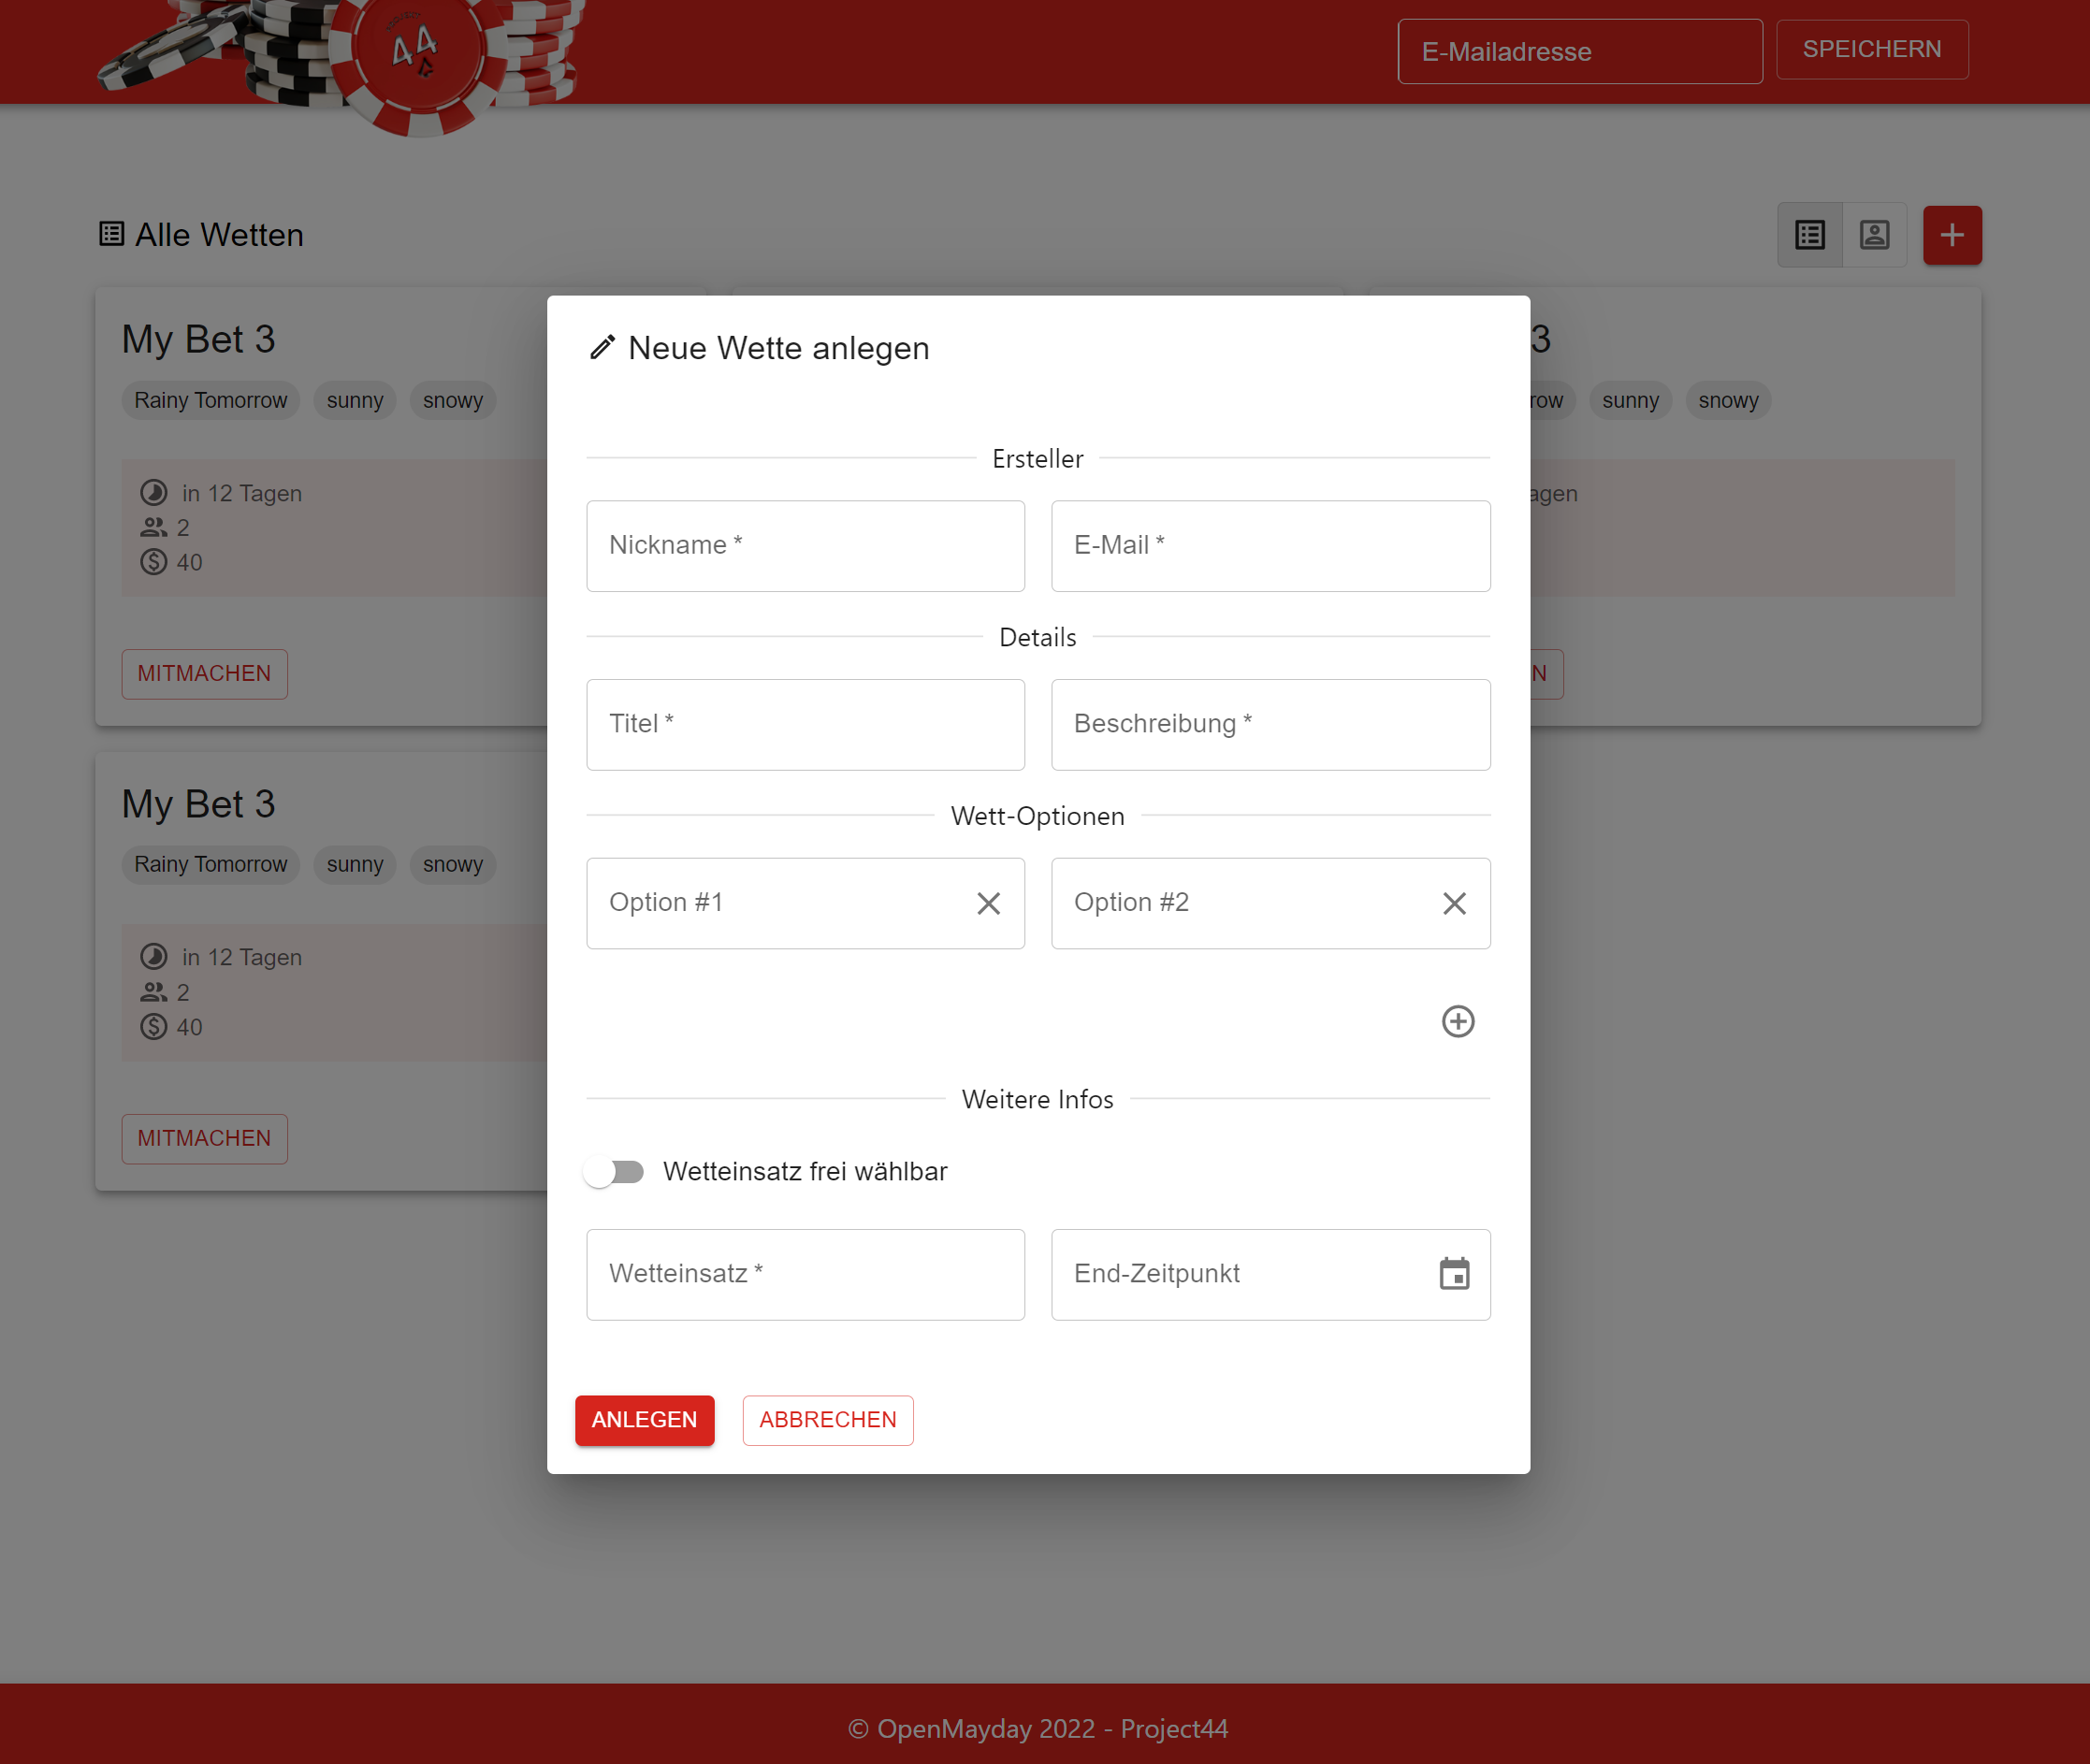 44
E-Mailadresse
SPEICHERN
Alle Wetten
My Bet 3
Rainy Tomorrow sunny snowy
in 12 Tagen
2
40
MITMACHEN
3
row sunny snowy
agen
N
My Bet 3
Rainy Tomorrow sunny snowy
in 12 Tagen
2
40
MITMACHEN
Neue Wette anlegen
Ersteller
Nickname *
E-Mail *
Details
Titel *
Beschreibung *
Wett-Optionen
Option #1
Option #2
Weitere Infos
Wetteinsatz frei wählbar
Wetteinsatz *
End-Zeitpunkt
ANLEGEN
ABBRECHEN
© OpenMayday 2022 - Project44